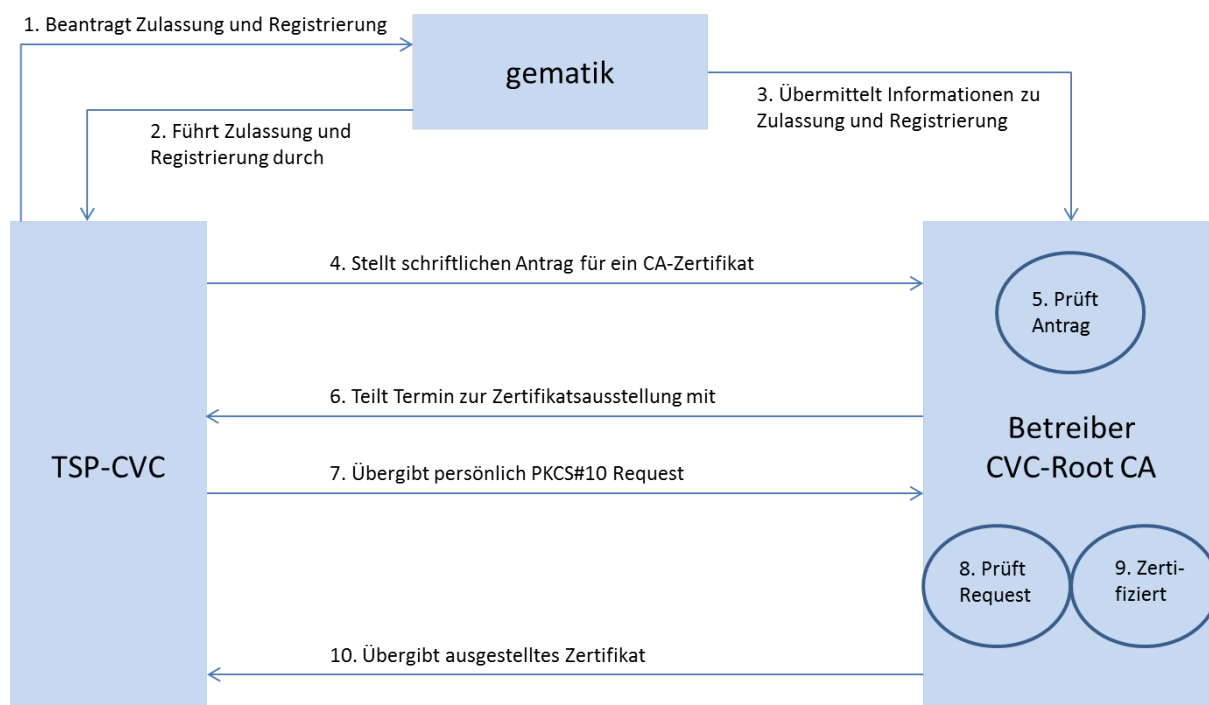 1. Beantragt Zulassung und Registrierung
gematik
2. Führt Zulassung und
Registrierung durch
3. Übermittelt Informationen zu
Zulassung und Registrierung
4. Stellt schriftlichen Antrag für ein CA-Zertifikat
5. Prüft
Antrag
6. Teilt Termin zur Zertifikatsausstellung mit
TSP-CVC
Betreiber
CVC-Root CA
7. Übergibt persönlich PKCS#10 Request
8. Prüft
Request
9. Zerti-
fiziert
10. Übergibt ausgestelltes Zertifikat